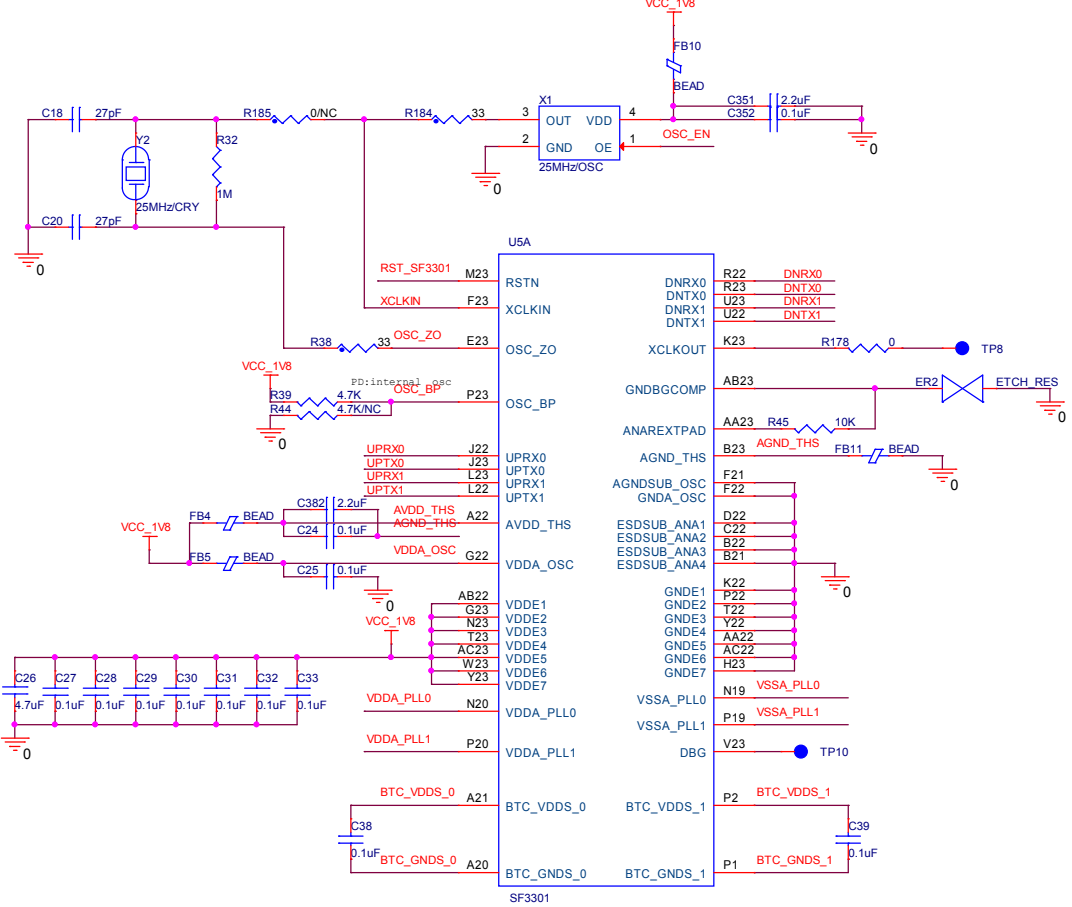 VCC_1V8
FB10
BEAD
C351 2.2uF
C352 0.1uF
0
C18 27pF
R185 0/NC
R184 33
X1
3 OUT VDD 4
2 GND OE 1
OSC_EN
25MHz/OSC
0
Y2
R32
1M
25MHz/CRY
C20 27pF
0
U5A
RST_SF3301 M23 RSTN
XCLKIN F23 XCLKIN
R38 33 OSC_ZO E23 OSC_ZO
VCC_1V8
PD:internal osc
R39 4.7K OSC_BP P23 OSC_BP
R44 4.7K/NC
0
UPRX0 J22 UPRX0
UPTX0 J23 UPTX0
UPRX1 L23 UPRX1
UPTX1 L22 UPTX1
C382 2.2uF
AVDD_THS
FB4 BEAD
A22 AVDD_THS
AGND_THS
VCC_1V8
C24 0.1uF
VDDA_OSC
FB5 BEAD
G22 VDDA_OSC
C25 0.1uF
0
AB22 VDDE1
G23 VDDE2
N23 VDDE3
T23 VDDE4
AC23 VDDE5
W23 VDDE6
Y23 VDDE7
VCC_1V8
C26 C27 C28 C29 C30 C31 C32 C33
4.7uF 0.1uF 0.1uF 0.1uF 0.1uF 0.1uF 0.1uF 0.1uF
0
VDDA_PLL0 N20 VDDA_PLL0
VDDA_PLL1 P20 VDDA_PLL1
BTC_VDDS_0 A21 BTC_VDDS_0
C38
0.1uF
BTC_GNDS_0 A20 BTC_GNDS_0
DNRX0 R22 DNRX0
DNTX0 R23 DNTX0
DNRX1 U23 DNRX1
DNTX1 U22 DNTX1
XCLKOUT K23 R178 0 TP8
GNDBGCOMP AB23 ER2 ETCH_RES
0
ANAREXTPAD AA23 R45 10K
AGND_THS B23 AGND_THS FB11 BEAD
0
AGNDSUB_OSC F21
GNDA_OSC F22
ESDSUB_ANA1 D22
ESDSUB_ANA2 C22
ESDSUB_ANA3 B22
ESDSUB_ANA4 B21
0
GNDE1 K22
GNDE2 P22
GNDE3 T22
GNDE4 Y22
GNDE5 AA22
GNDE6 AC22
GNDE7 H23
VSSA_PLL0 N19 VSSA_PLL0
VSSA_PLL1 P19 VSSA_PLL1
DBG V23 TP10
BTC_VDDS_1 P2 BTC_VDDS_1
C39
0.1uF
BTC_GNDS_1 P1 BTC_GNDS_1
SF3301